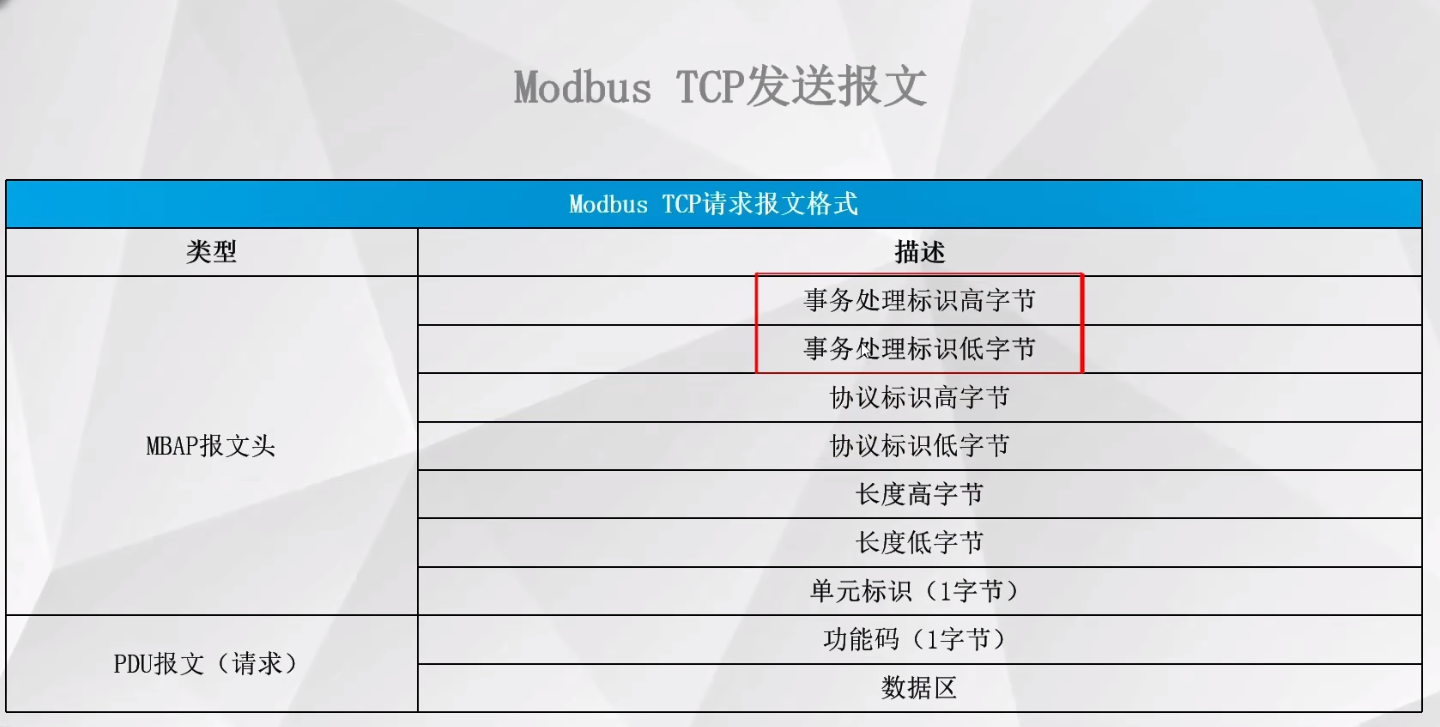 Modbus TCP发送报文
Modbus TCP请求报文格式
类型 描述
MBAP报文头
事务处理标识高字节
事务处理标识低字节
协议标识高字节
协议标识低字节
长度高字节
长度低字节
单元标识（1字节）
PDU报文（请求）
功能码（1字节）
数据区